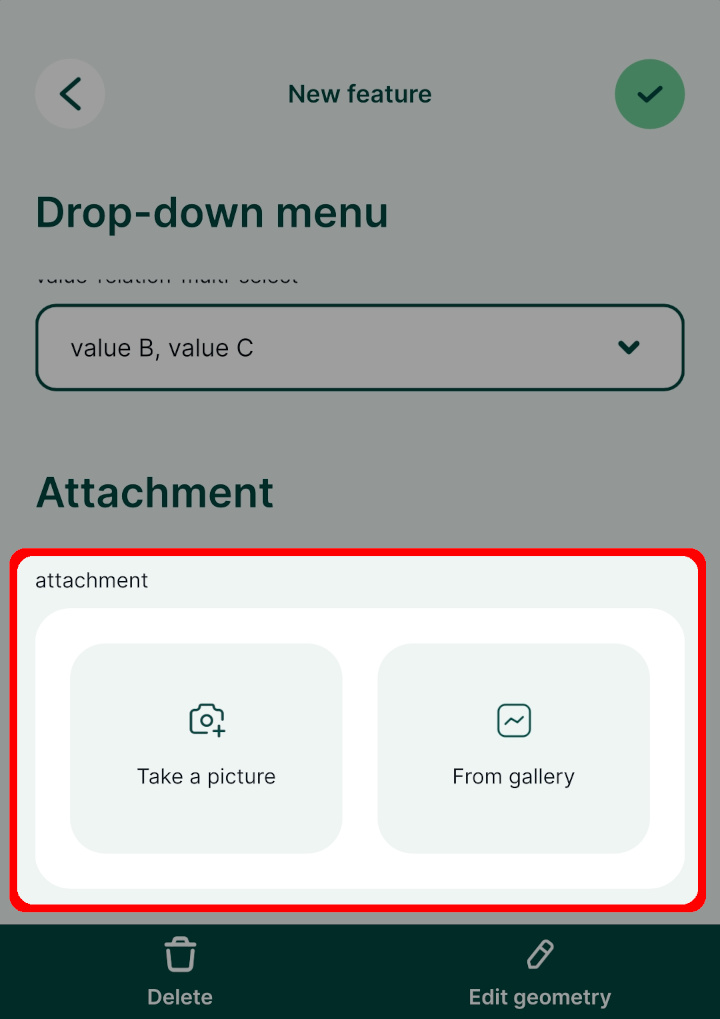 New feature
Drop-down menu
value relation multi select
value B, value C
Attachment
attachment
Take a picture
From gallery
Delete
Edit geometry